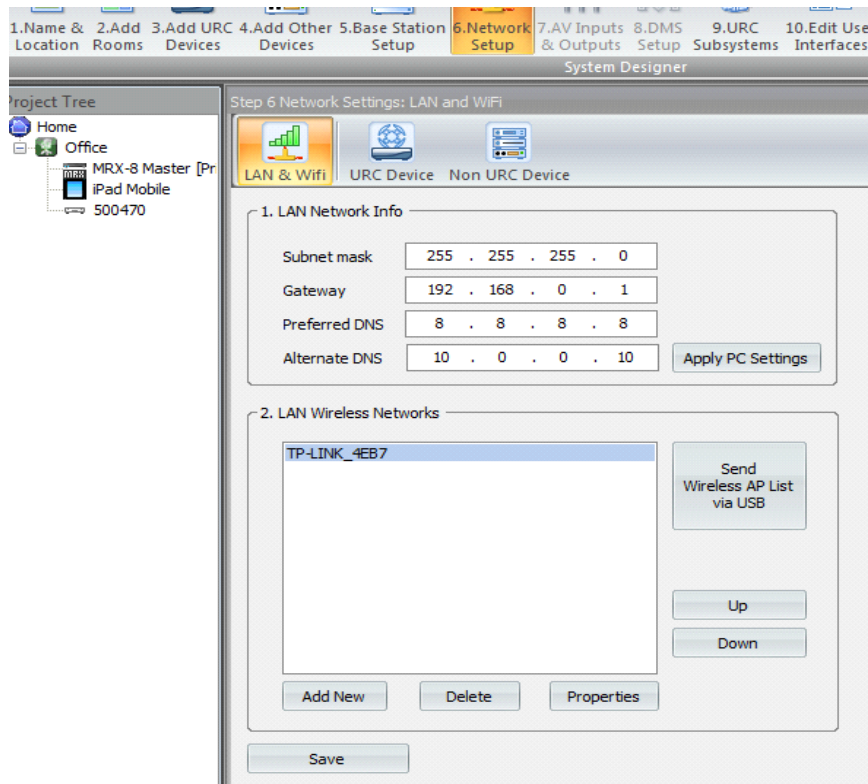 1.Name & 2.Add 3.Add URC 4.Add Other 5.Base Station 6.Network 7.AV Inputs 8.DMS 9.URC 10.Edit Use
Location Rooms Devices Devices Setup Setup & Outputs Setup Subsystems Interfaces
System Designer
Project Tree
Step 6 Network Settings: LAN and WiFi
Home
Office
MRX-8 Master [Pr
iPad Mobile
500470
LAN & Wifi URC Device Non URC Device
1. LAN Network Info
Subnet mask 255 . 255 . 255 . 0
Gateway 192 . 168 . 0 . 1
Preferred DNS 8 . 8 . 8 . 8
Alternate DNS 10 . 0 . 0 . 10 Apply PC Settings
2. LAN Wireless Networks
TP-LINK_4EB7
Send
Wireless AP List
via USB
Up
Down
Add New Delete Properties
Save